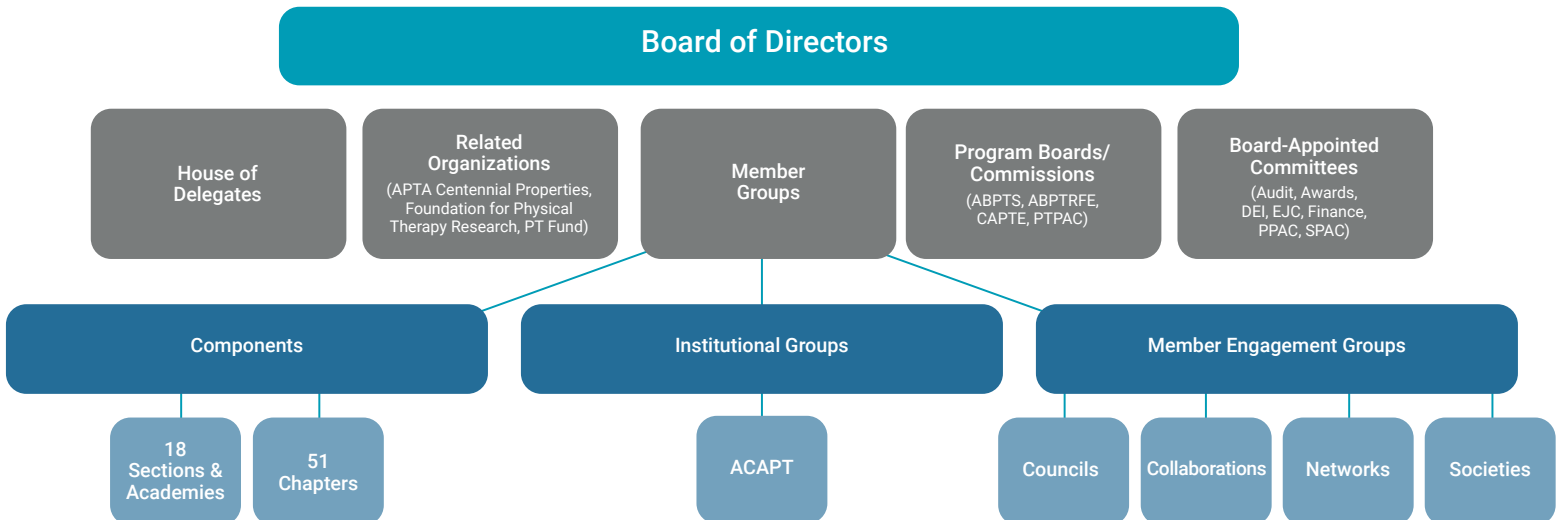 Board of Directors
House of
Delegates
Related
Organizations
(APTA Centennial Properties,
Foundation for Physical
Therapy Research, PT Fund)
Member
Groups
Program Boards/
Commissions
(ABPTS, ABPTRFE,
CAPTE, PTPAC)
Board-Appointed
Committees
(Audit, Awards,
DEI, EJC, Finance,
PPAC, SPAC)
Components
Institutional Groups
Member Engagement Groups
18
Sections &
Academies
51
Chapters
ACAPT
Councils
Collaborations
Networks
Societies